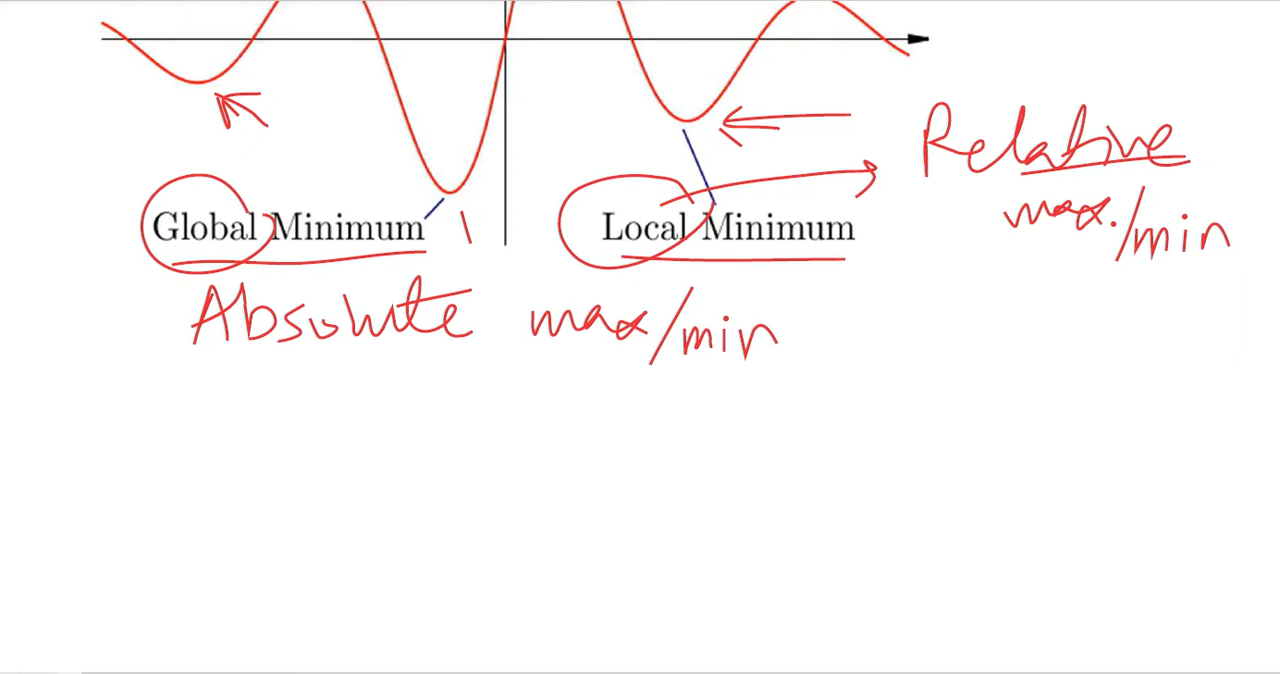 Relative
max./min
Global Minimum
Local Minimum
Absolute max/min